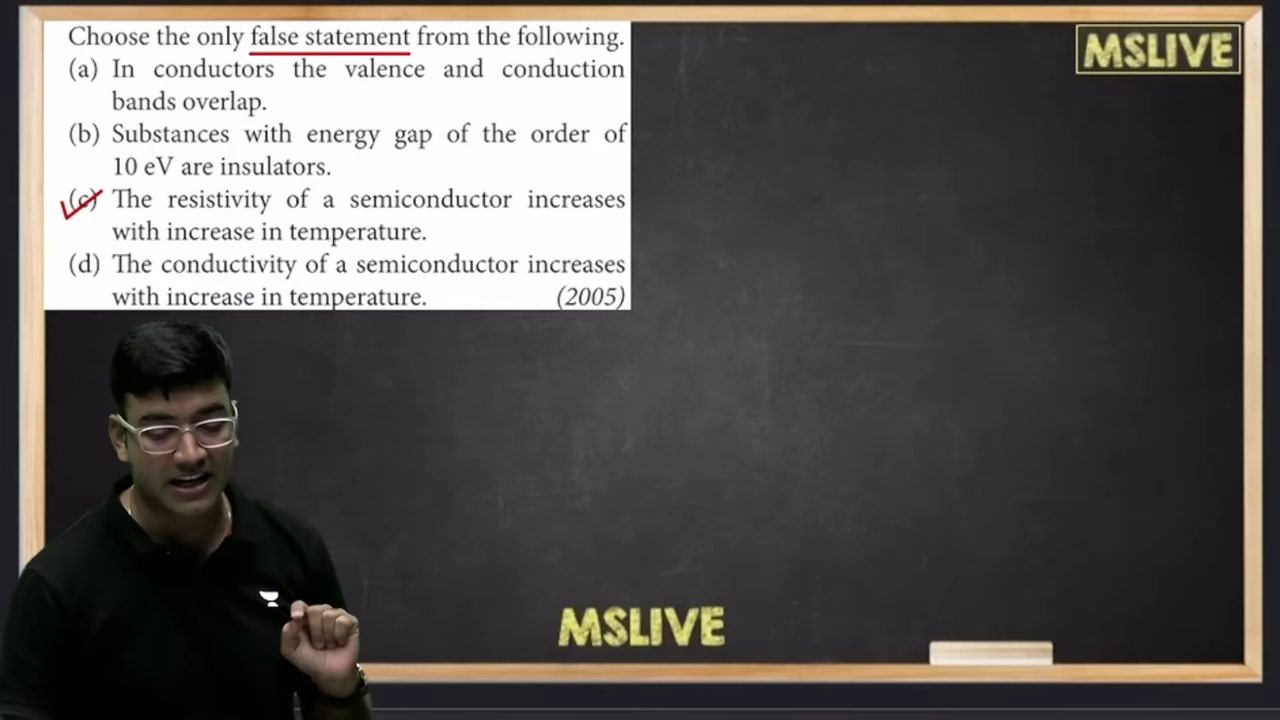 Choose the only false statement from the following.
(a) In conductors the valence and conduction
bands overlap.
(b) Substances with energy gap of the order of
10 eV are insulators.
(c) The resistivity of a semiconductor increases
with increase in temperature.
(d) The conductivity of a semiconductor increases
with increase in temperature. (2005)
MSLIVE
MSLIVE